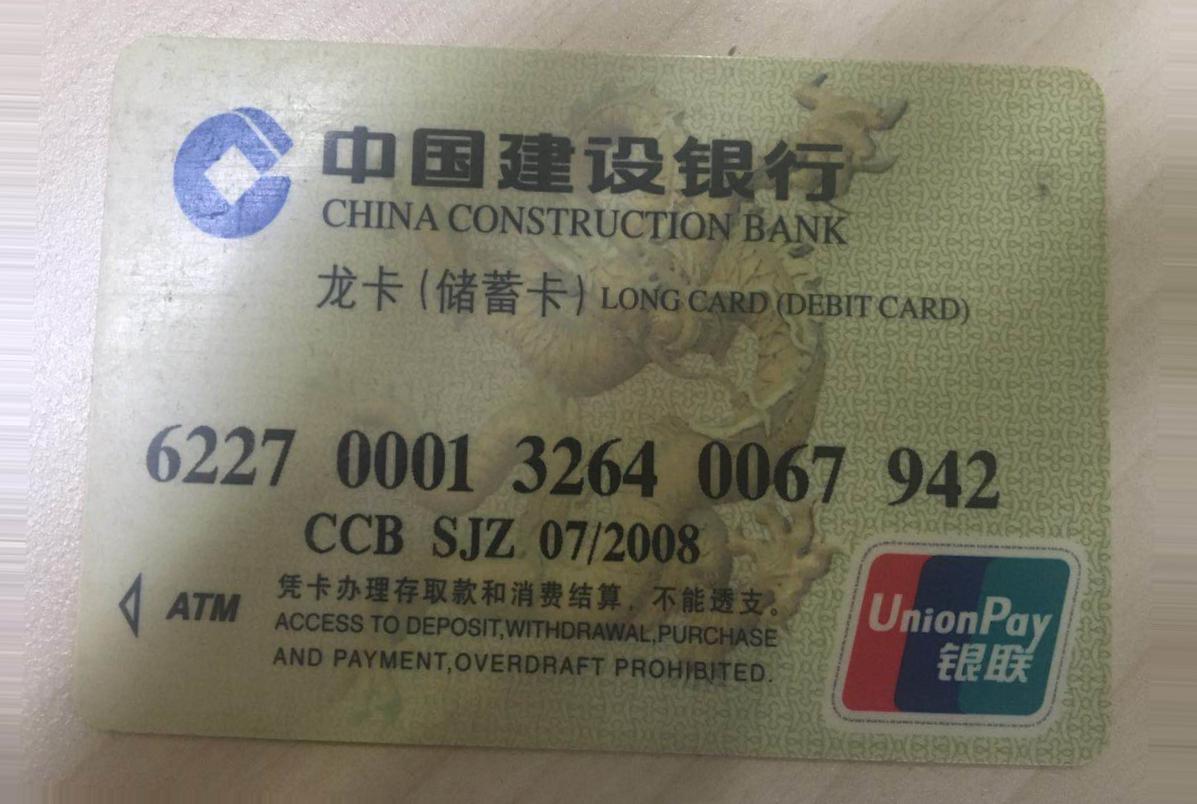 中国建设银行
CHINA CONSTRUCTION BANK
龙卡(储蓄卡) LONG CARD (DEBIT CARD)
6227 0001 3264 0067 942
CCB SJZ 07/2008
ATM
凭卡办理存取款和消费结算，不能透支。
ACCESS TO DEPOSIT,WITHDRAWAL,PURCHASE
AND PAYMENT,OVERDRAFT PROHIBITED.
UnionPay
银联